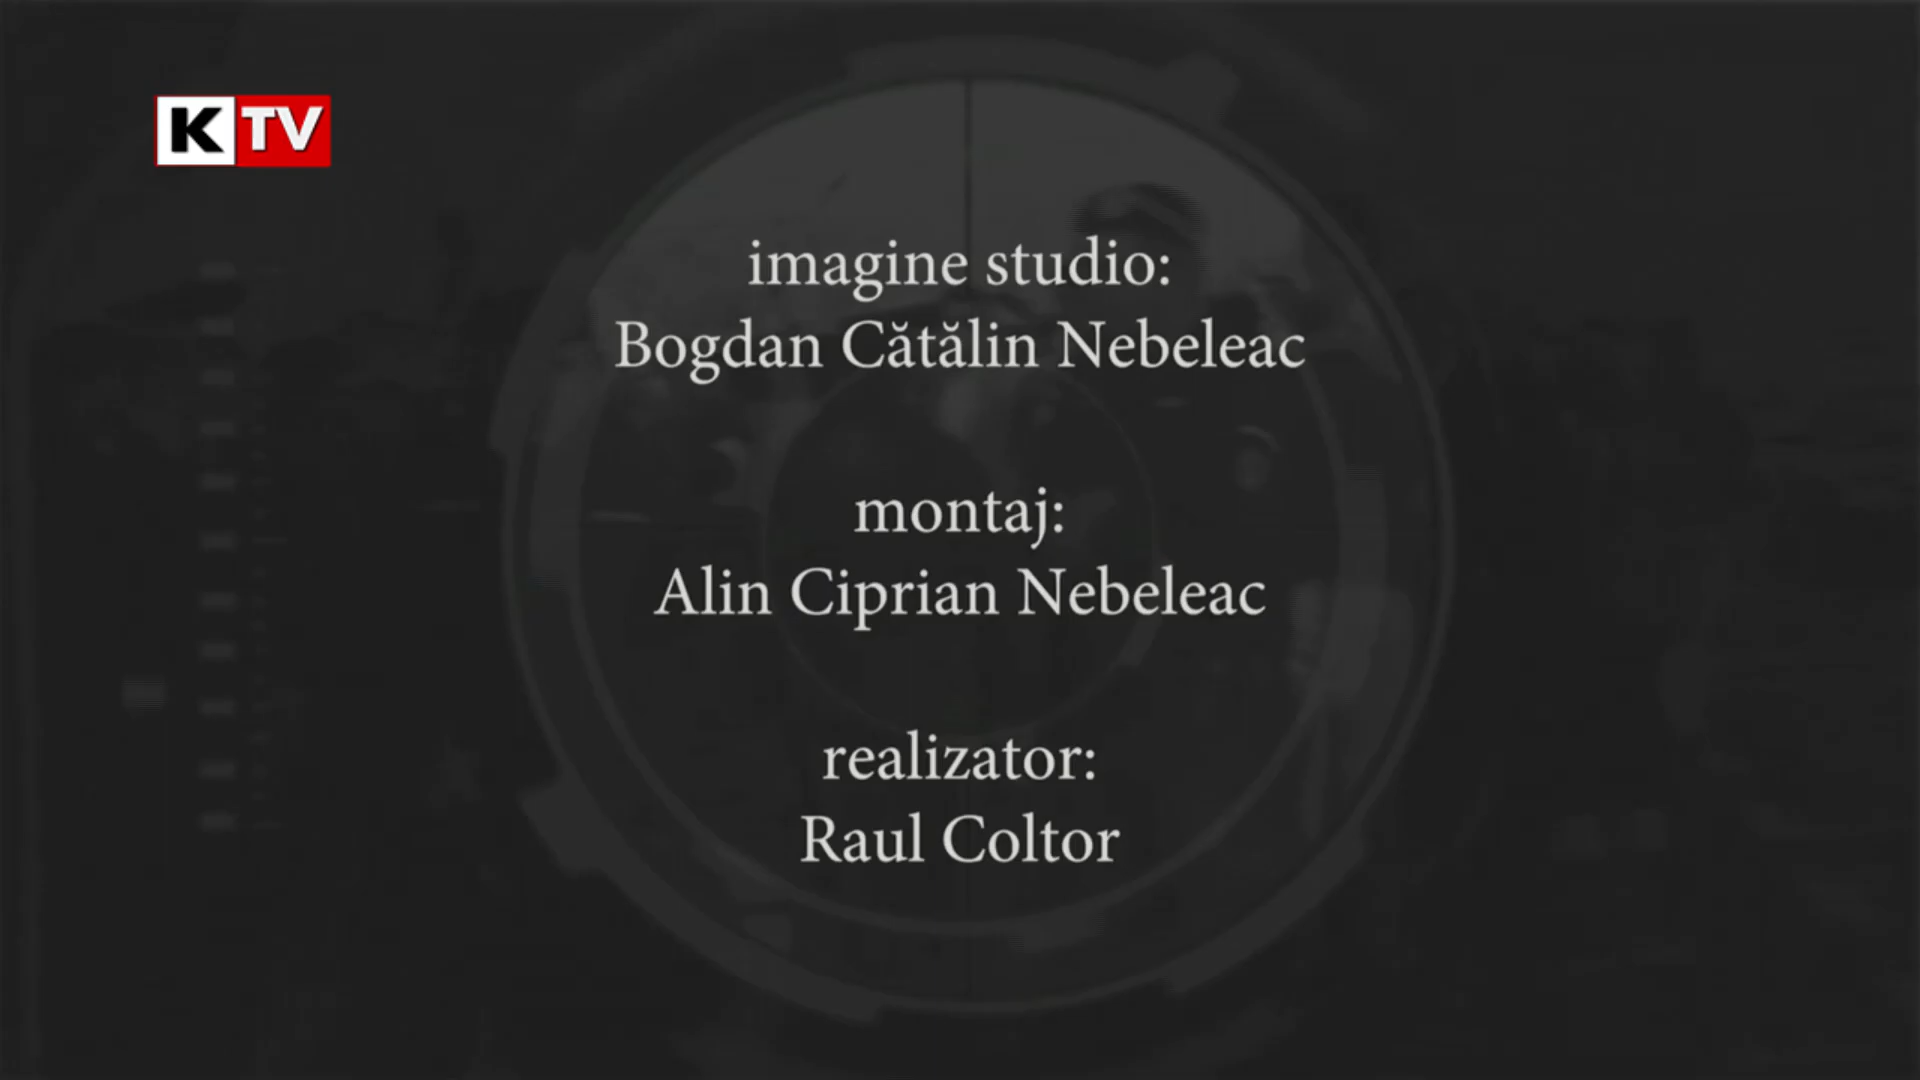 KTV
imagine studio:
Bogdan Cătălin Nebeleac
montaj:
Alin Ciprian Nebeleac
realizator:
Raul Coltor